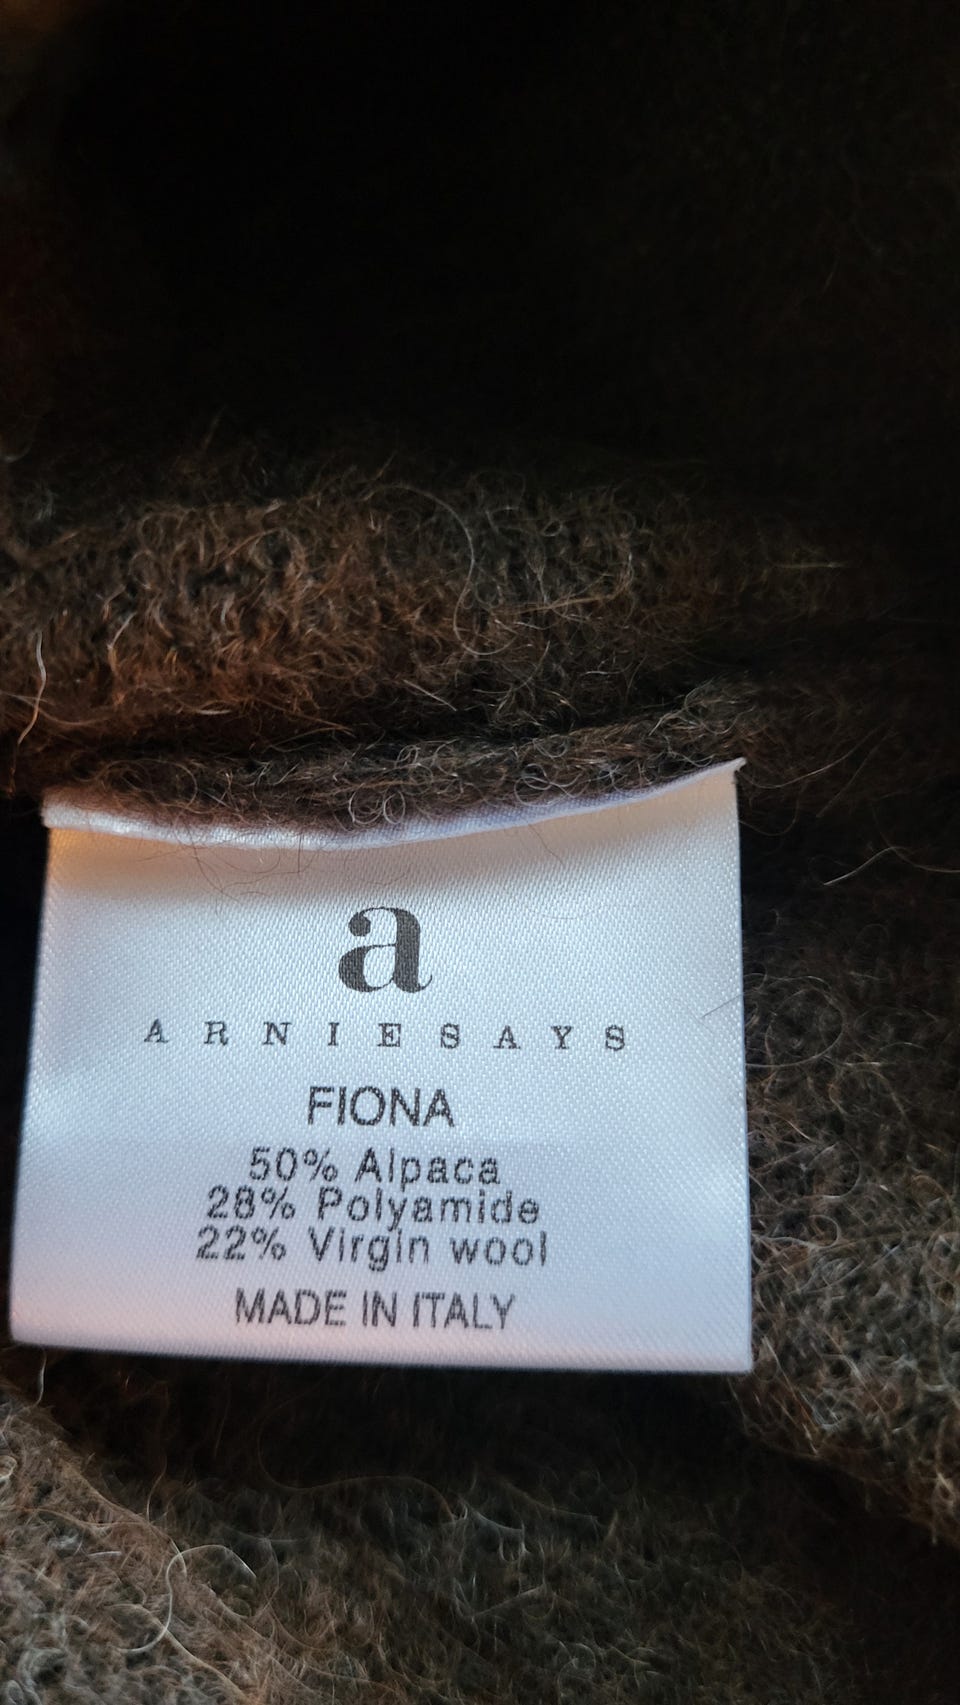 a
ARNIESAYS
FIONA
50% Alpaca
28% Polyamide
22% Virgin wool
MADE IN ITALY